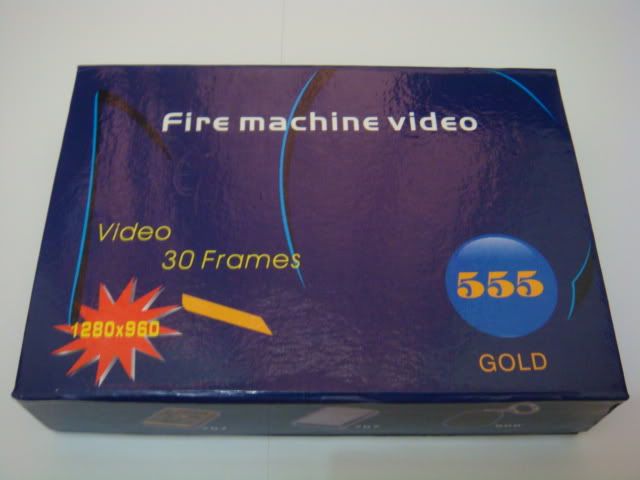 Fire machine video
Video
30 Frames
1280x960
555
GOLD